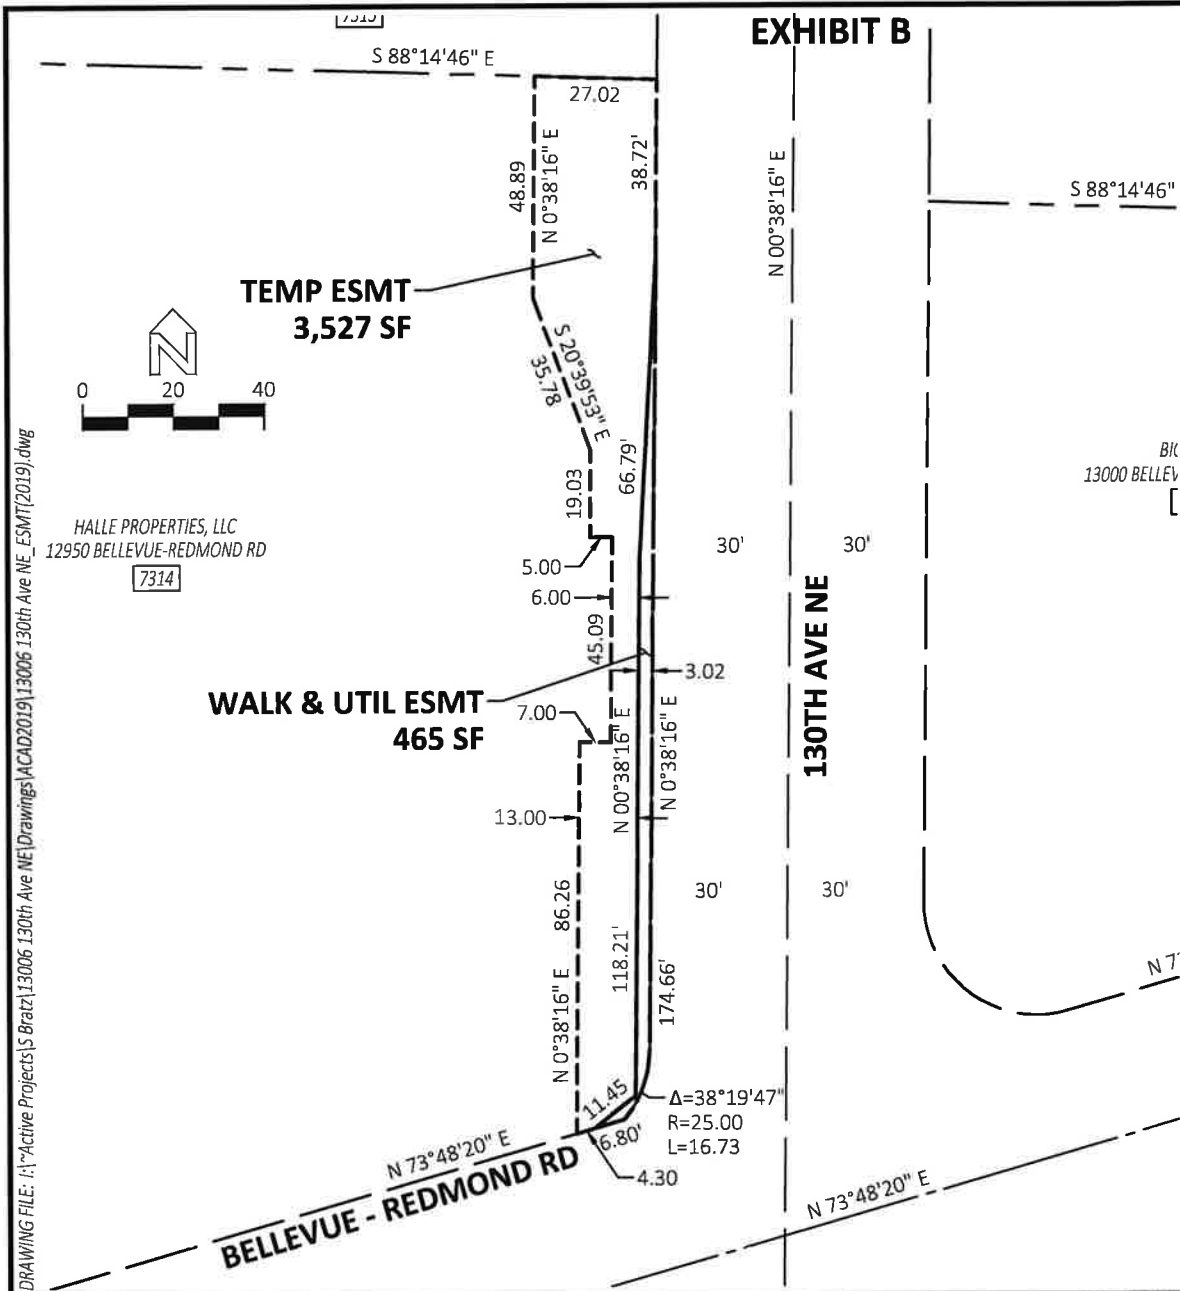 EXHIBIT B
S 88°14'46" E
27.02
48.89
N 0°38'16" E
38.72'
N 00°38'16" E
S 88°14'46"
TEMP ESMT
3,527 SF
S 20°39'53" E
35.78
N
0 20 40
66.79'
19.03
HALLE PROPERTIES, LLC
12950 BELLEVUE-REDMOND RD
7314
13000 BELLEV
5.00
30'
30'
6.00
45.09
130TH AVE NE
3.02
WALK & UTIL ESMT
465 SF
7.00
N 00°38'16" E
N 0°38'16" E
13.00
86.26
30'
30'
118.21'
174.66'
N 0°38'16" E
N 7
11.45
Δ=38°19'47"
R=25.00
L=16.73
6.80'
4.30
N 73°48'20" E
BELLEVUE - REDMOND RD
N 73°48'20" E
DRAWING FILE: I:\~Active Projects\S Bratz\13006 130th Ave NE\Drawings\ACAD2019\13006 130th Ave NE_ESMT(2019).dwg